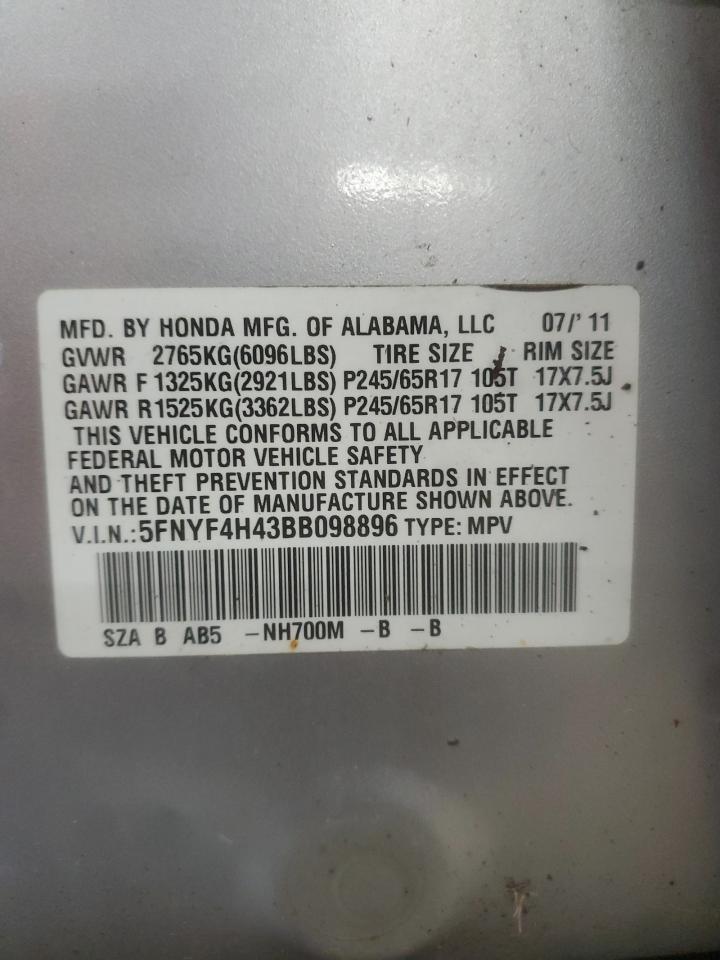 MFD. BY HONDA MFG. OF ALABAMA, LLC 07/'11
GVWR 2765KG(6096LBS) TIRE SIZE RIM SIZE
GAWR F 1325KG(2921LBS) P245/65R17 105T 17X7.5J
GAWR R 1525KG(3362LBS) P245/65R17 105T 17X7.5J
THIS VEHICLE CONFORMS TO ALL APPLICABLE
FEDERAL MOTOR VEHICLE SAFETY
AND THEFT PREVENTION STANDARDS IN EFFECT
ON THE DATE OF MANUFACTURE SHOWN ABOVE.
V.I.N.:5FNYF4H43BB098896 TYPE: MPV
SZA B AB5 -NH700M -B -B